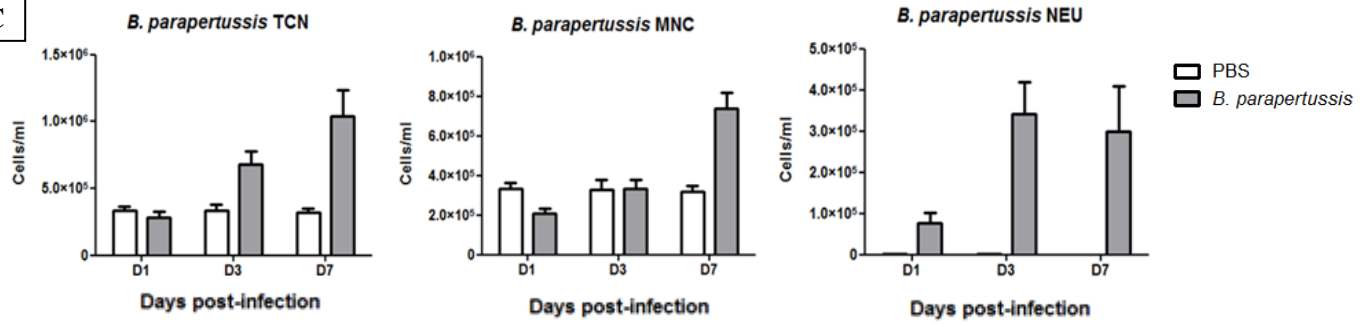 C
B. parapertussis TCN
1.5×10⁶
1.0×10⁶
5.0×10⁵
0
Cells/ml
D1 D3 D7
Days post-infection
B. parapertussis MNC
1.0×10⁶
8.0×10⁵
6.0×10⁵
4.0×10⁵
2.0×10⁵
0
Cells/ml
D1 D3 D7
Days post-infection
B. parapertussis NEU
5.0×10⁵
4.0×10⁵
3.0×10⁵
2.0×10⁵
1.0×10⁵
0
Cells/ml
D1 D3 D7
Days post-infection
PBS
B. parapertussis